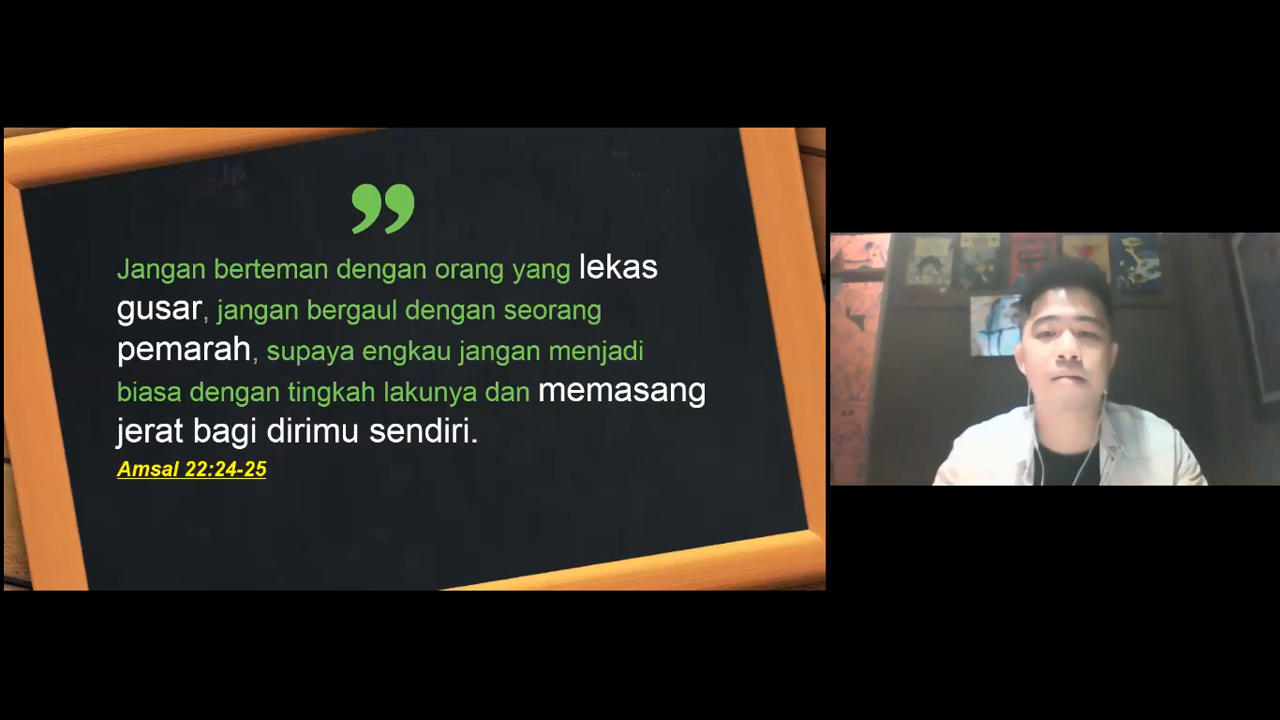 ”
Jangan berteman dengan orang yang lekas
gusar, jangan bergaul dengan seorang
pemarah, supaya engkau jangan menjadi
biasa dengan tingkah lakunya dan memasang
jerat bagi dirimu sendiri.
Amsal 22:24-25